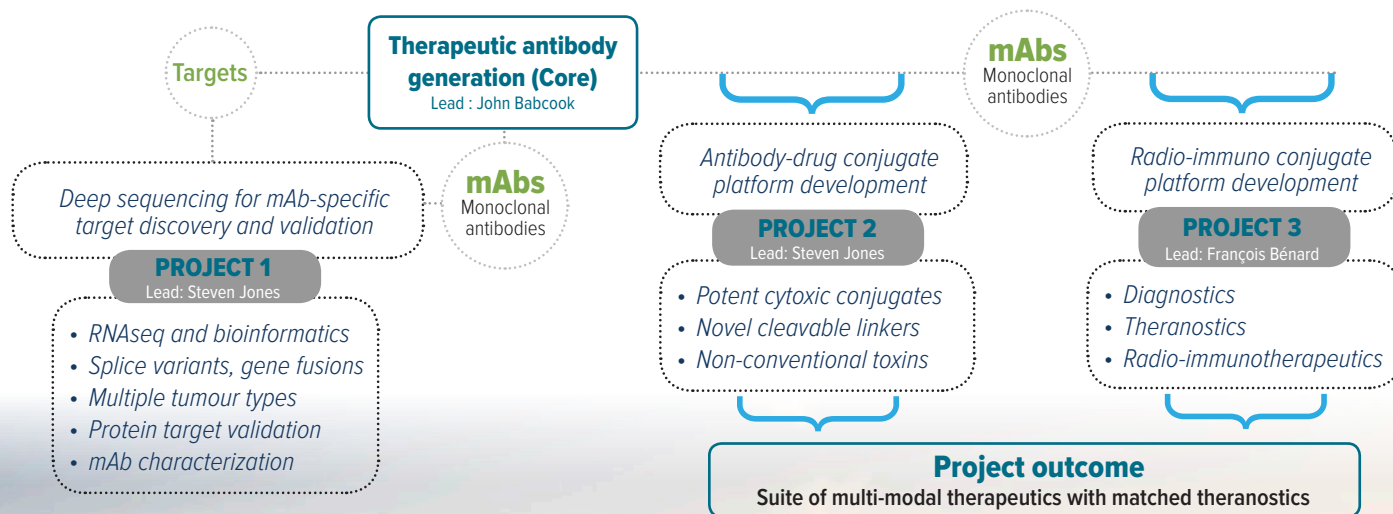 Targets
Therapeutic antibody
generation (Core)
Lead : John Babcook
mAbs
Monoclonal
antibodies
mAbs
Monoclonal
antibodies
Deep sequencing for mAb-specific
target discovery and validation
PROJECT 1
Lead: Steven Jones
• RNAseq and bioinformatics
• Splice variants, gene fusions
• Multiple tumour types
• Protein target validation
• mAb characterization
Antibody-drug conjugate
platform development
PROJECT 2
Lead: Steven Jones
• Potent cytoxic conjugates
• Novel cleavable linkers
• Non-conventional toxins
Radio-immuno conjugate
platform development
PROJECT 3
Lead: François Bénard
• Diagnostics
• Theranostics
• Radio-immunotherapeutics
Project outcome
Suite of multi-modal therapeutics with matched theranostics